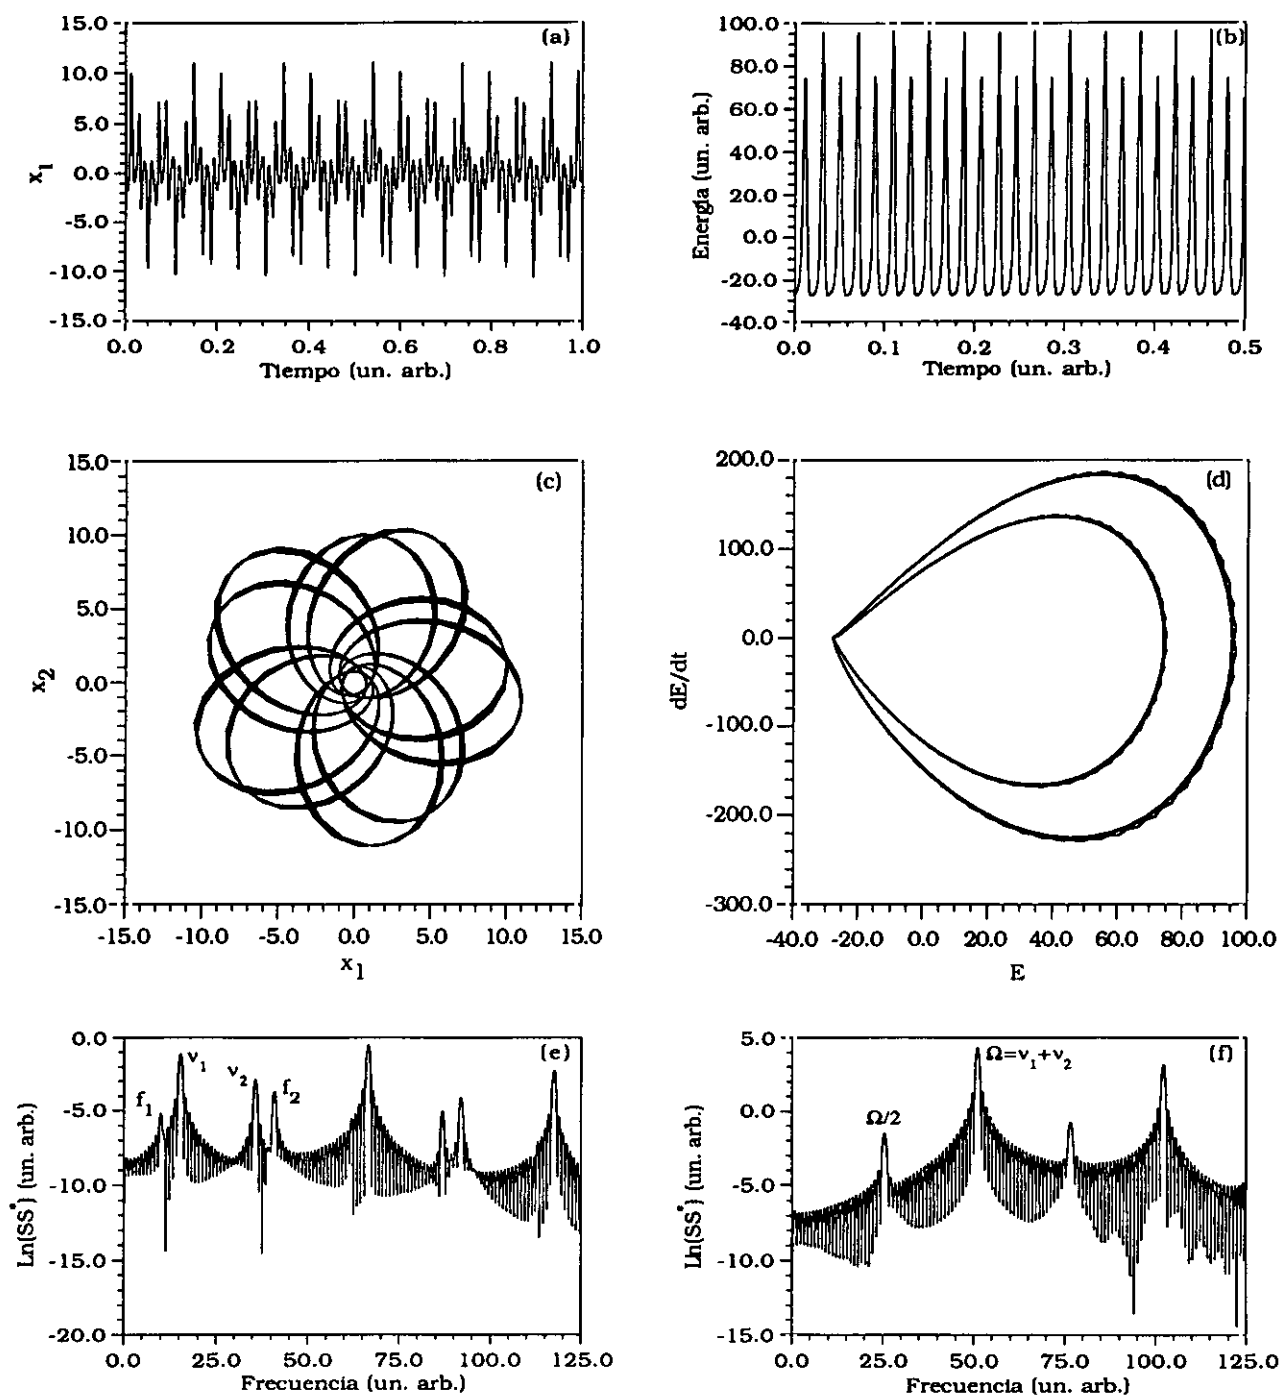 (a)
15.0
10.0
5.0
0.0
-5.0
-10.0
-15.0
x1
0.0 0.2 0.4 0.6 0.8 1.0
Tiempo (un. arb.)
(b)
100.0
80.0
60.0
40.0
20.0
0.0
-20.0
-40.0
Energía (un. arb.)
0.0 0.1 0.2 0.3 0.4 0.5
Tiempo (un. arb.)
(c)
15.0
10.0
5.0
0.0
-5.0
-10.0
-15.0
x2
-15.0 -10.0 -5.0 0.0 5.0 10.0 15.0
x1
(d)
200.0
100.0
0.0
-100.0
-200.0
-300.0
dE/dt
-40.0 -20.0 0.0 20.0 40.0 60.0 80.0 100.0
E
(e)
0.0
-5.0
-10.0
-15.0
-20.0
Ln(SS*) (un. arb.)
f1
ν1
ν2
f2
0.0 25.0 50.0 75.0 100.0 125.0
Frecuencia (un. arb.)
(f)
5.0
0.0
-5.0
-10.0
-15.0
Ln(SS*) (un. arb.)
Ω/2
Ω=ν1+ν2
0.0 25.0 50.0 75.0 100.0 125.0
Frecuencia (un. arb.)